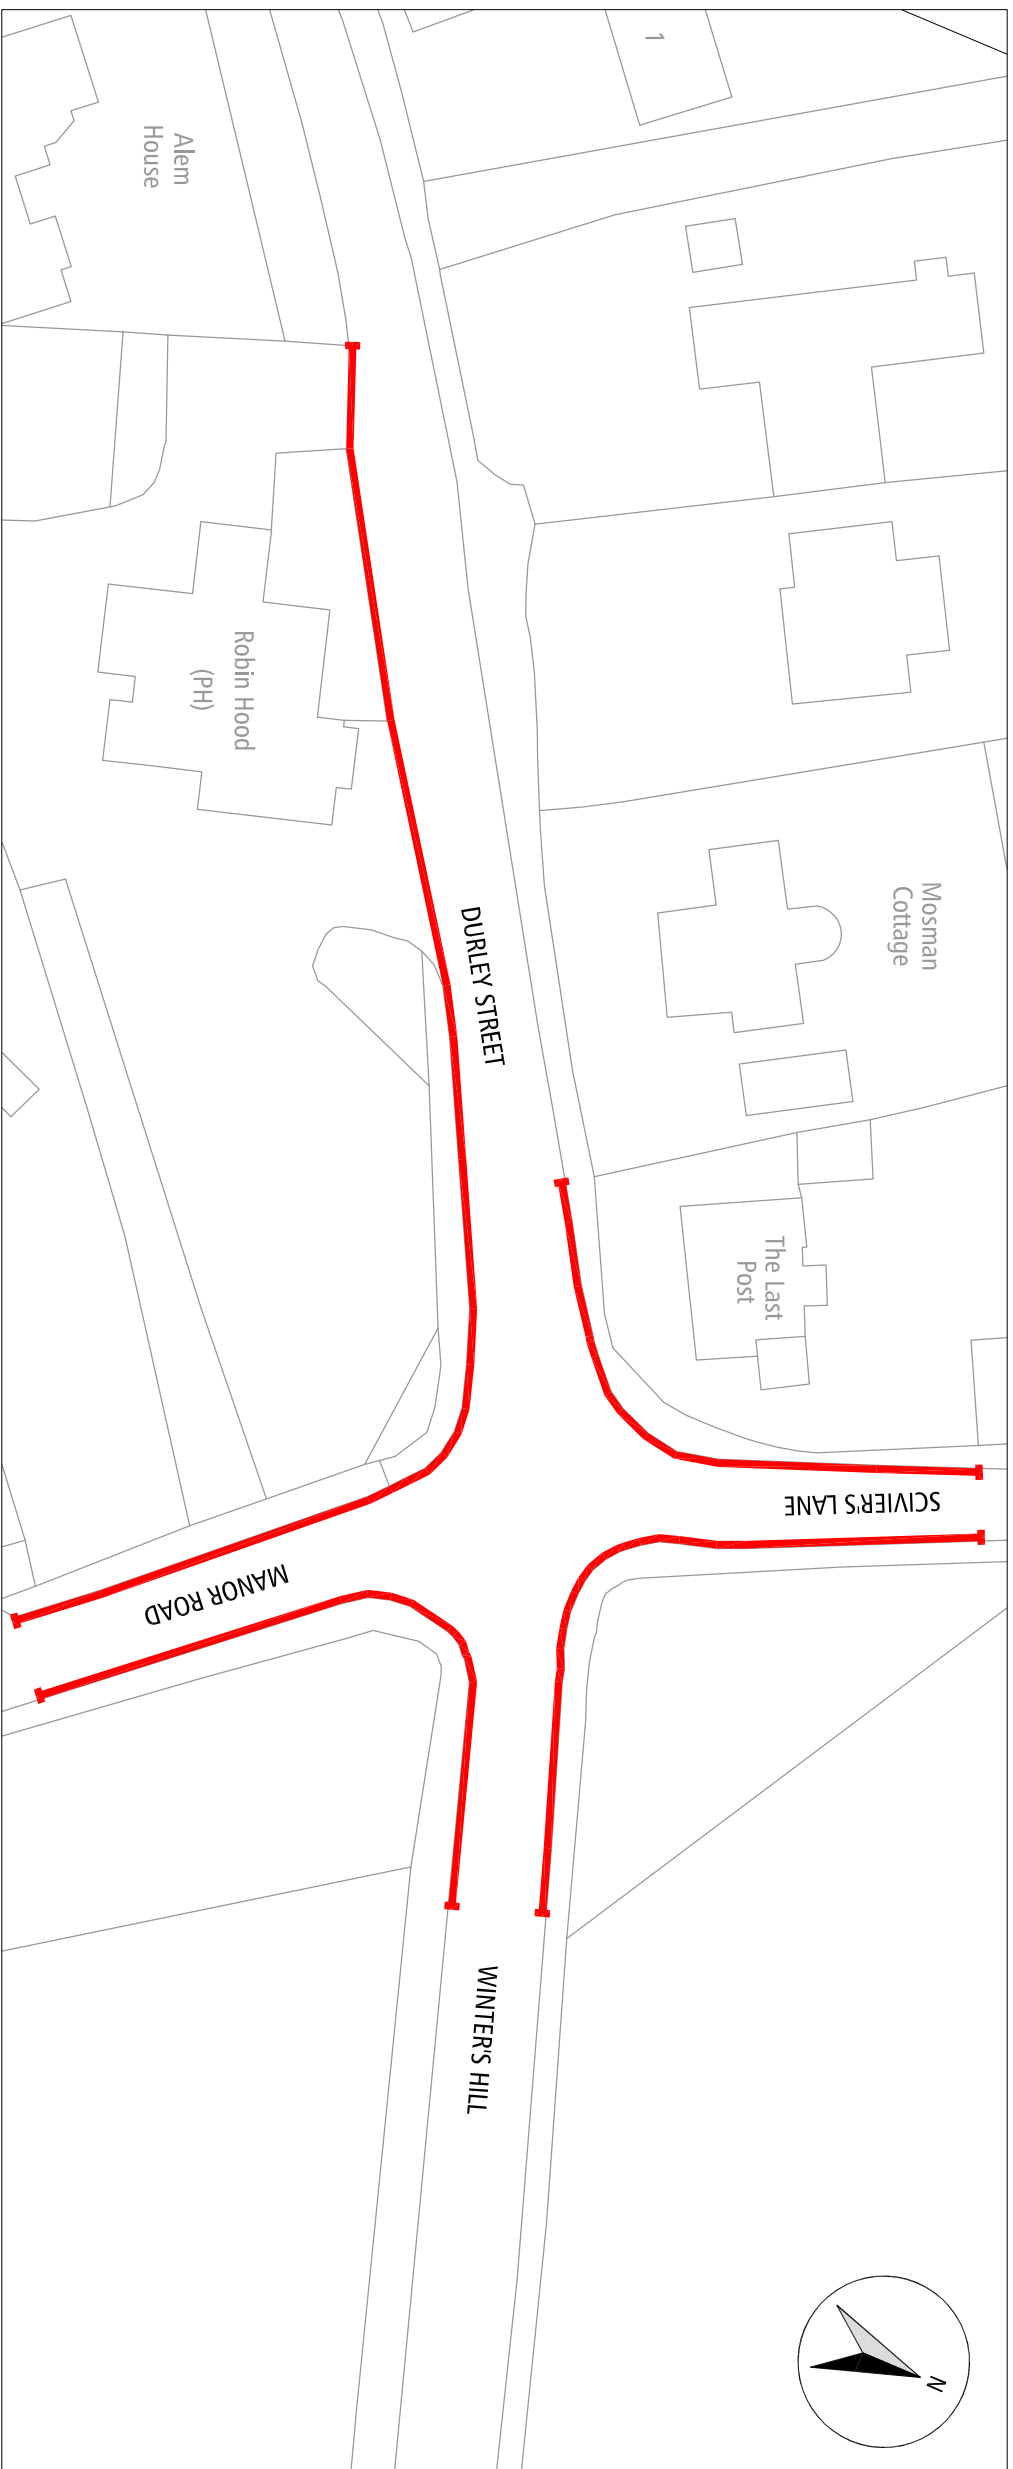 1
Alem
House
Robin Hood
(PH)
DURLEY STREET
Mosman
Cottage
The Last
Post
SCIVIER'S LANE
MANOR ROAD
WINTER'S HILL
N